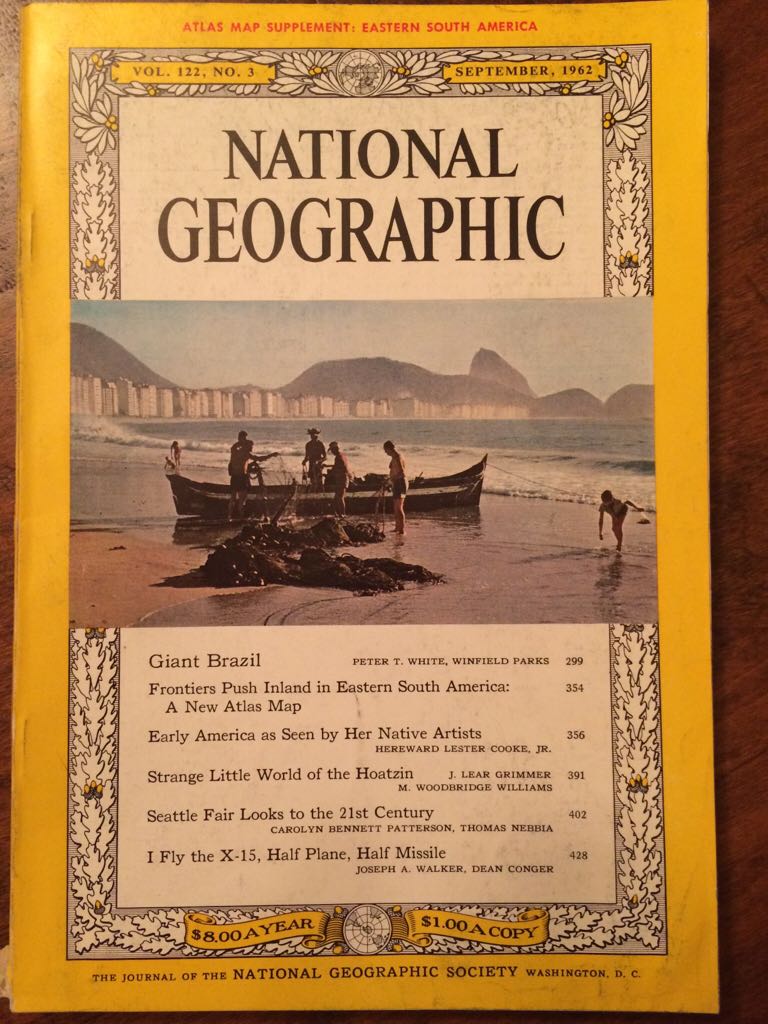 ATLAS MAP SUPPLEMENT: EASTERN SOUTH AMERICA
VOL. 122, NO. 3 SEPTEMBER, 1962
NATIONAL
GEOGRAPHIC
Giant Brazil PETER T. WHITE, WINFIELD PARKS 299
Frontiers Push Inland in Eastern South America: 354
A New Atlas Map
Early America as Seen by Her Native Artists 356
HEREWARD LESTER COOKE, JR.
Strange Little World of the Hoatzin J. LEAR GRIMMER 391
M. WOODBRIDGE WILLIAMS
Seattle Fair Looks to the 21st Century 402
CAROLYN BENNETT PATTERSON, THOMAS NEBBIA
I Fly the X-15, Half Plane, Half Missile 428
JOSEPH A. WALKER, DEAN CONGER
$8.00 A YEAR $1.00 A COPY
THE JOURNAL OF THE NATIONAL GEOGRAPHIC SOCIETY WASHINGTON, D. C.